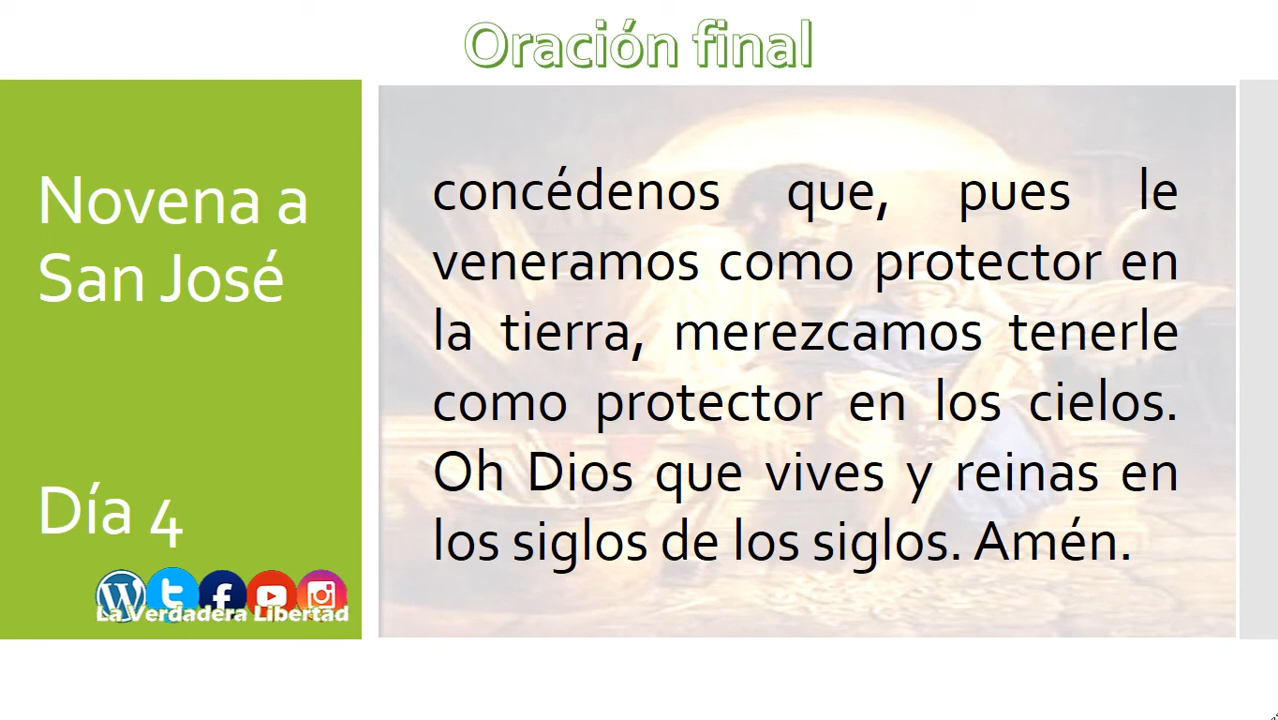 Oración final
Novena a
San José
Día 4
La Verdadera Libertad
concédenos que, pues le
veneramos como protector en
la tierra, merezcamos tenerle
como protector en los cielos.
Oh Dios que vives y reinas en
los siglos de los siglos. Amén.